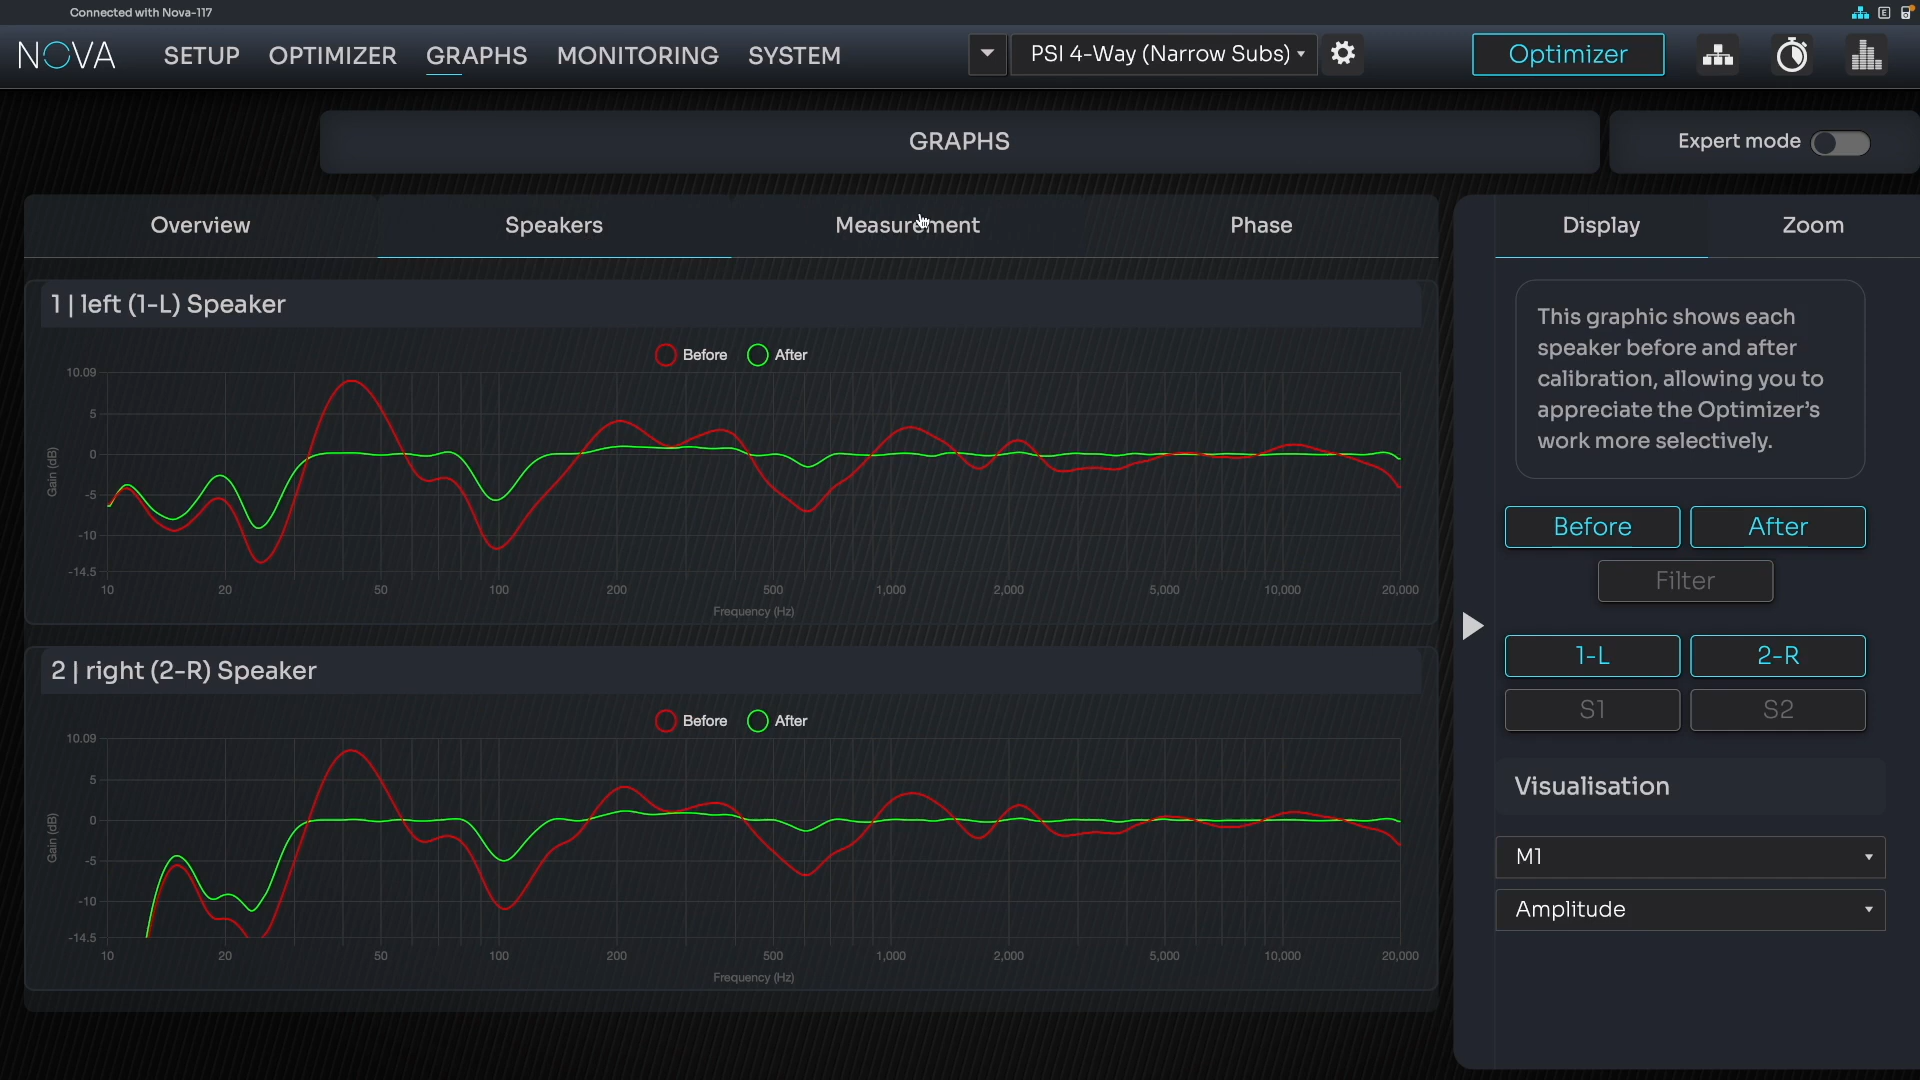 Connected with Nova-117
NOVA SETUP OPTIMIZER GRAPHS MONITORING SYSTEM PSI 4-Way (Narrow Subs) Optimizer
GRAPHS
Expert mode
Overview Speakers Measurement Phase
Display Zoom
1 | left (1-L) Speaker
Before After
10.09
5
0
-5
-10
-14.5
Gain (dB)
10 20 50 100 200 500 1,000 2,000 5,000 10,000 20,000
Frequency (Hz)
2 | right (2-R) Speaker
Before After
10.09
5
0
-5
-10
-14.5
Gain (dB)
10 20 50 100 200 500 1,000 2,000 5,000 10,000 20,000
Frequency (Hz)
This graphic shows each
speaker before and after
calibration, allowing you to
appreciate the Optimizer's
work more selectively.
Before After
Filter
1-L 2-R
S1 S2
Visualisation
M1
Amplitude